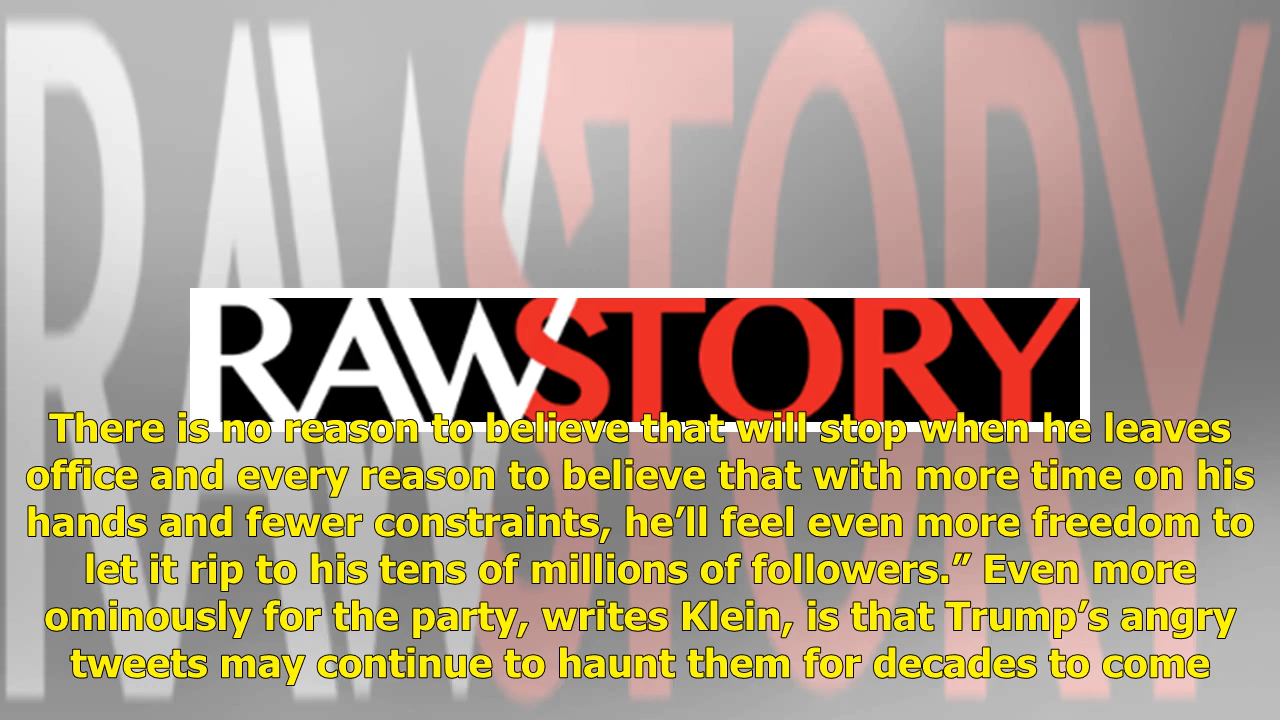 RAWSTORY
RAWSTORY
There is no reason to believe that will stop when he leaves
office and every reason to believe that with more time on his
hands and fewer constraints, he’ll feel even more freedom to
let it rip to his tens of millions of followers.” Even more
ominously for the party, writes Klein, is that Trump’s angry
tweets may continue to haunt them for decades to come